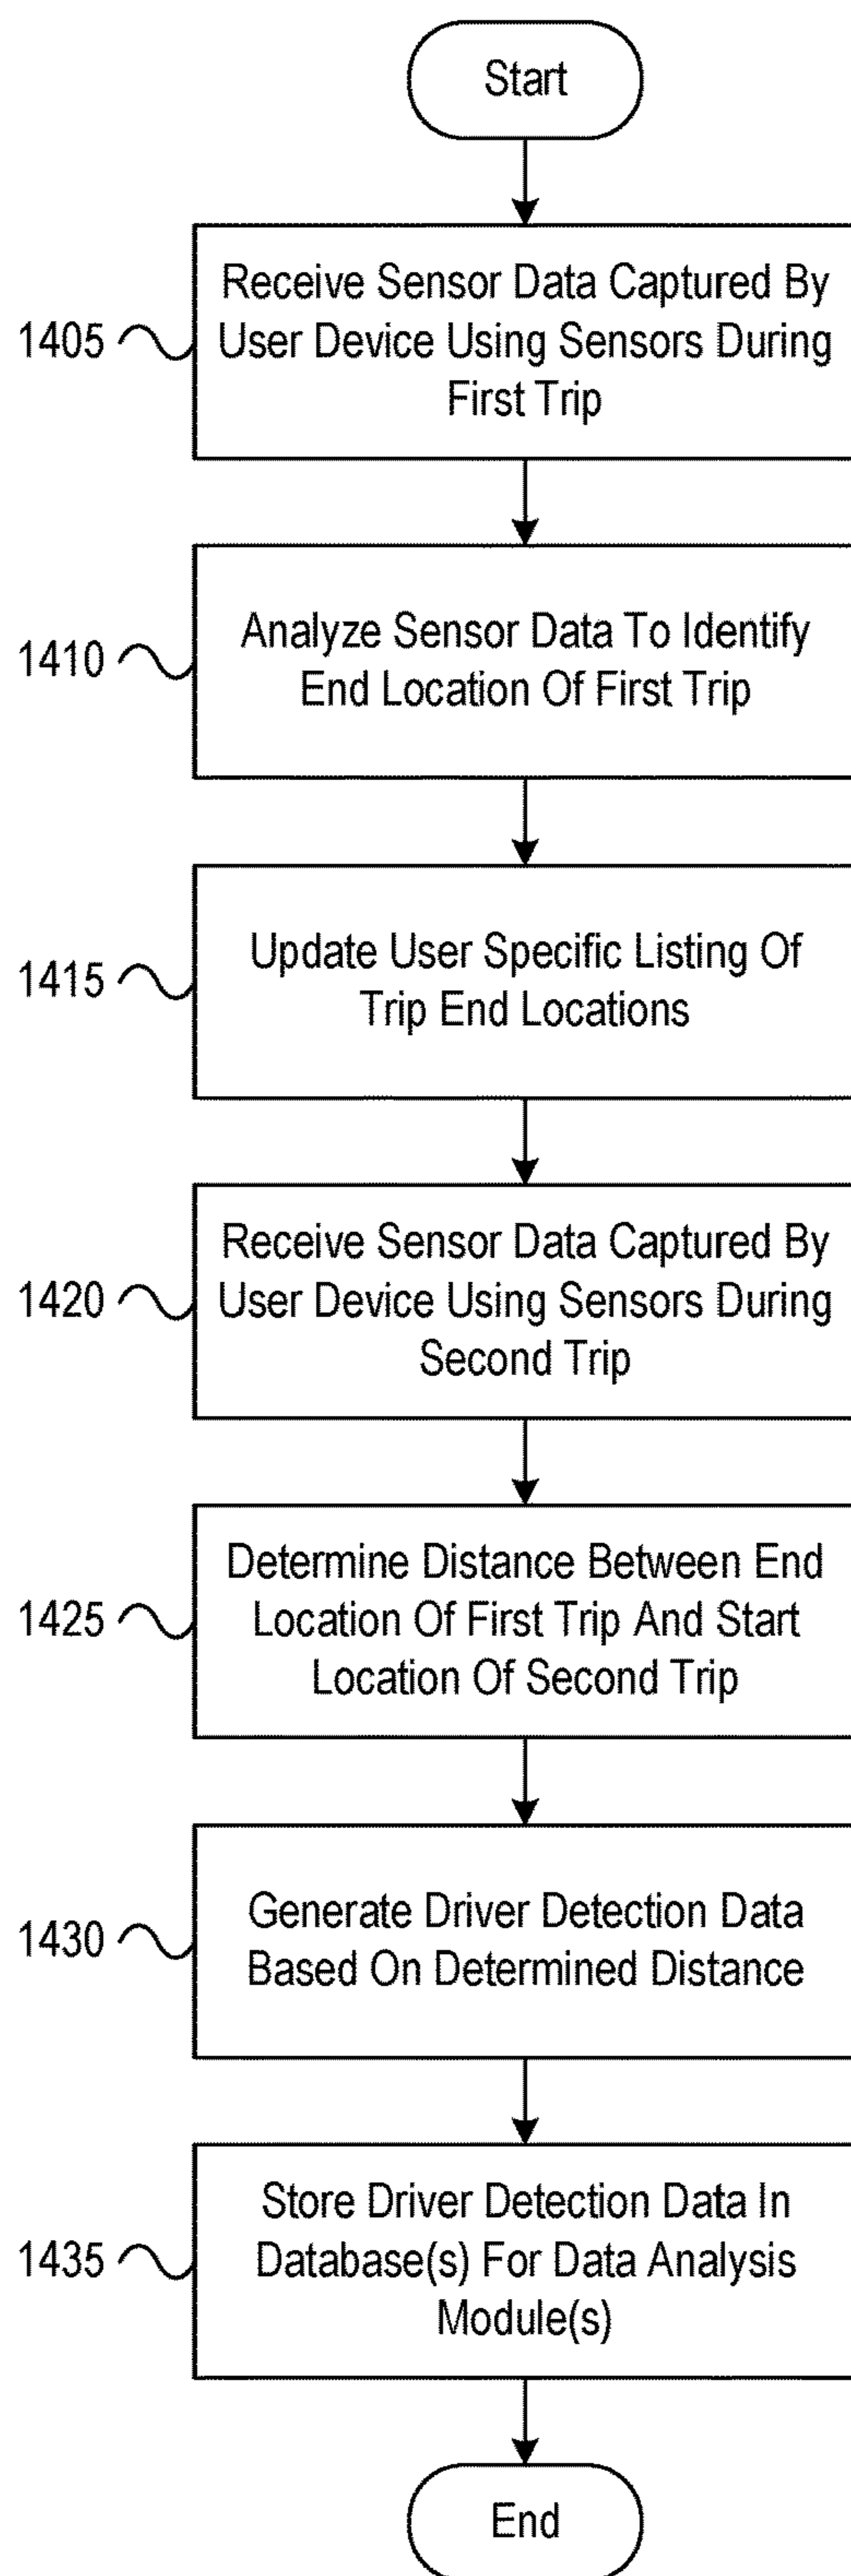 Start
Receive Sensor Data Captured By
1405 User Device Using Sensors During
First Trip
1410 Analyze Sensor Data To Identify
End Location Of First Trip
1415 Update User Specific Listing Of
Trip End Locations
Receive Sensor Data Captured By
1420 User Device Using Sensors During
Second Trip
Determine Distance Between End
1425 Location Of First Trip And Start
Location Of Second Trip
1430 Generate Driver Detection Data
Based On Determined Distance
Store Driver Detection Data In
1435 Database(s) For Data Analysis
Module(s)
End